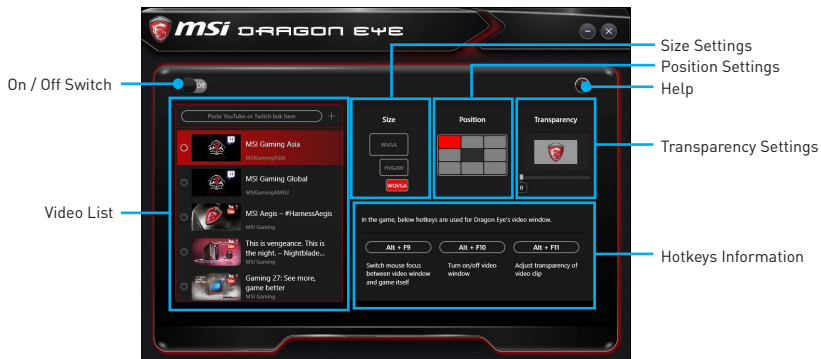 msi DRAGON EYE
Size Settings
Position Settings
Help
On / Off Switch
Off
Paste YouTube or Twitch link here
Size
Position
Transparency
WVGA
HVGAW
WQVGA
0
Transparency Settings
MSI Gaming Asia
MSIGamingASIA
MSI Gaming Global
MSIGamingAMEU
Video List
MSI Aegis – #HarnessAegis
MSI Gaming
This is vengeance. This is
the night. – Nightblade...
MSI Gaming
Gaming 27: See more,
game better
MSI Gaming
In the game, below hotkeys are used for Dragon Eye's video window.
Alt + F9
Alt + F10
Alt + F11
Switch mouse focus
between video window
and game itself
Turn on/off video
window
Adjust transparency of
video clip
Hotkeys Information